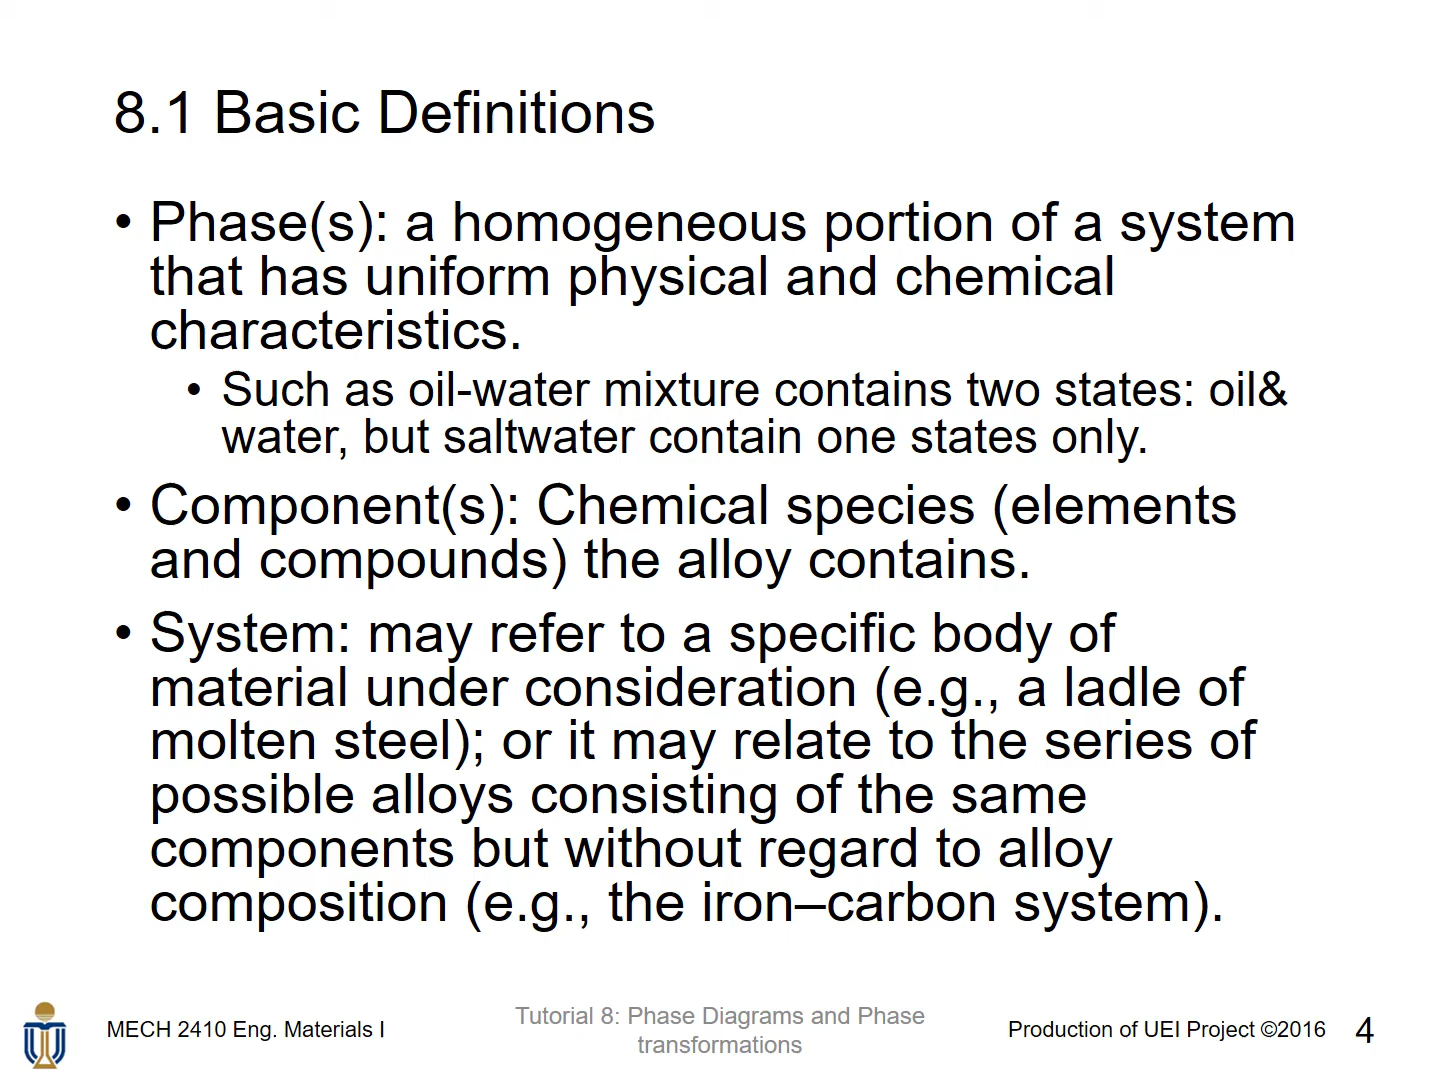 8.1 Basic Definitions
• Phase(s): a homogeneous portion of a system
that has uniform physical and chemical
characteristics.
• Such as oil-water mixture contains two states: oil&
water, but saltwater contain one states only.
• Component(s): Chemical species (elements
and compounds) the alloy contains.
• System: may refer to a specific body of
material under consideration (e.g., a ladle of
molten steel); or it may relate to the series of
possible alloys consisting of the same
components but without regard to alloy
composition (e.g., the iron–carbon system).
MECH 2410 Eng. Materials I
Tutorial 8: Phase Diagrams and Phase
transformations
Production of UEI Project ©2016
4